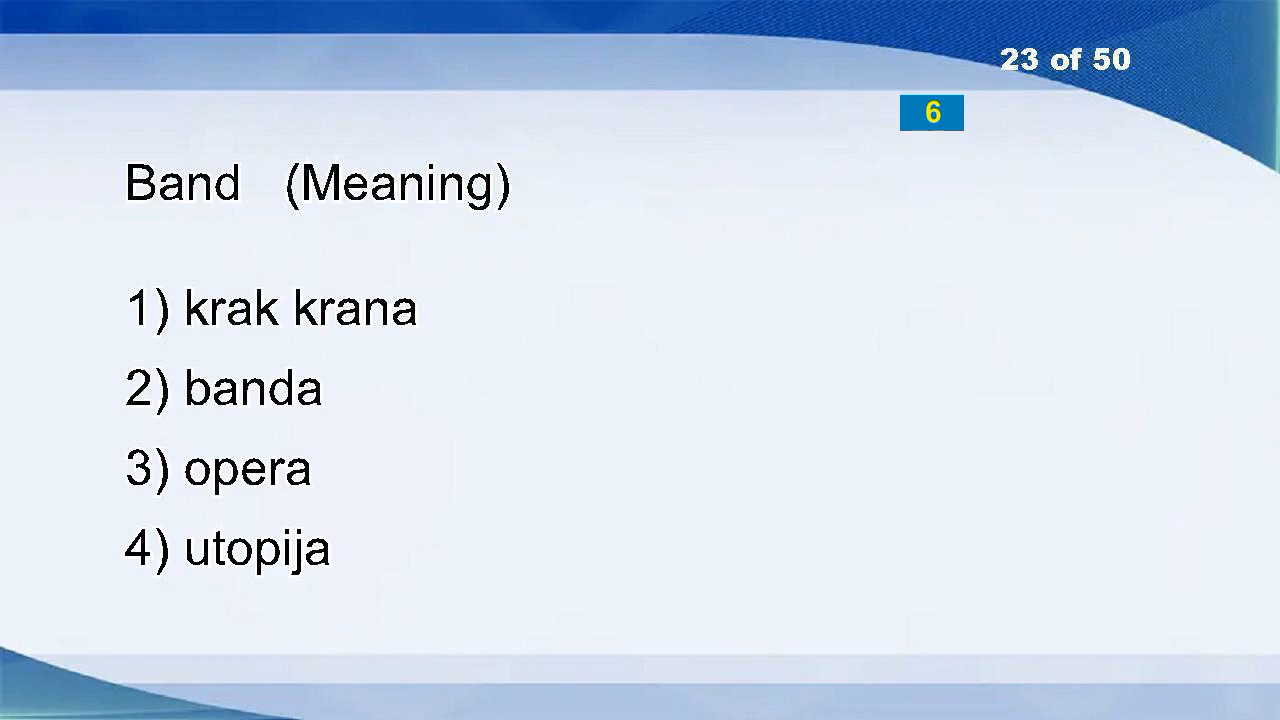 23 of 50
6
Band (Meaning)
1) krak krana
2) banda
3) opera
4) utopija